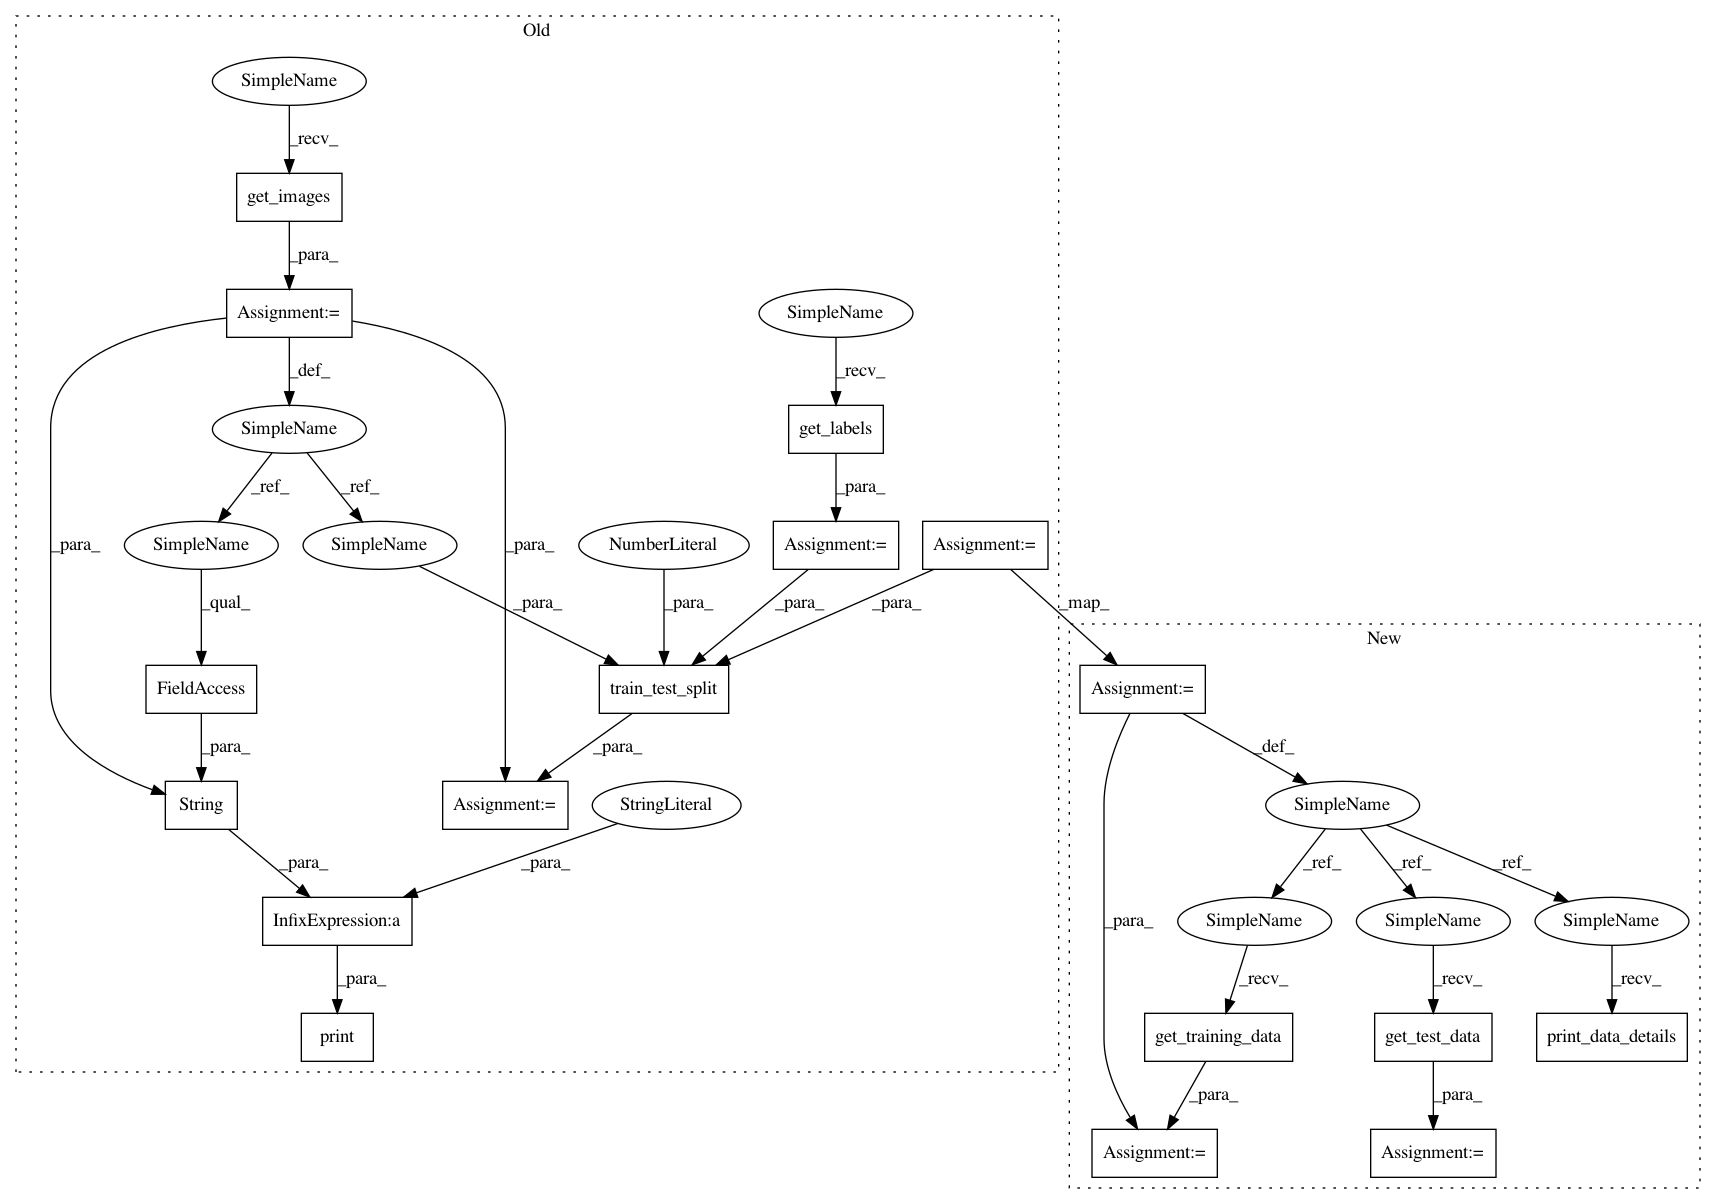 Old
SimpleName
_recv_
get_images
_para_
Assignment:=
SimpleName
_def_
_recv_
SimpleName
get_labels
_ref_
_ref_
_para_
SimpleName
SimpleName
NumberLiteral
Assignment:=
Assignment:=
_para_
_para_
_qual_
_para_
_para_
_para_
_para_
_map_
New
FieldAccess
train_test_split
Assignment:=
_para_
_para_
_def_
String
Assignment:=
StringLiteral
SimpleName
_para_
_para_
_ref_
_ref_
_ref_
InfixExpression:a
_para_
SimpleName
SimpleName
SimpleName
_para_
_recv_
_recv_
_recv_
print
get_training_data
get_test_data
print_data_details
_para_
_para_
Assignment:=
Assignment:=